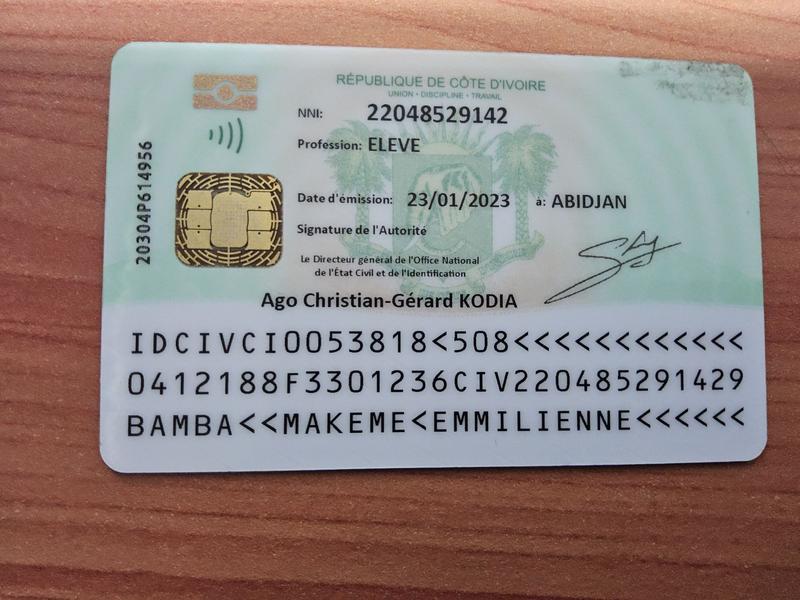 RÉPUBLIQUE DE CÔTE D'IVOIRE
UNION - DISCIPLINE - TRAVAIL
NNI: 22048529142
Profession: ELEVE
20304P614956
Date d'émission: 23/01/2023 à: ABIDJAN
Signature de l'Autorité
Le Directeur général de l'Office National
de l'État Civil et de l'Identification
Ago Christian-Gérard KODIA
IDCIVCI0053818<508<<<<<<<<<<<<
0412188F3301236CIV220485291429
BAMBA<<MAKEME<EMMILIENNE<<<<<<